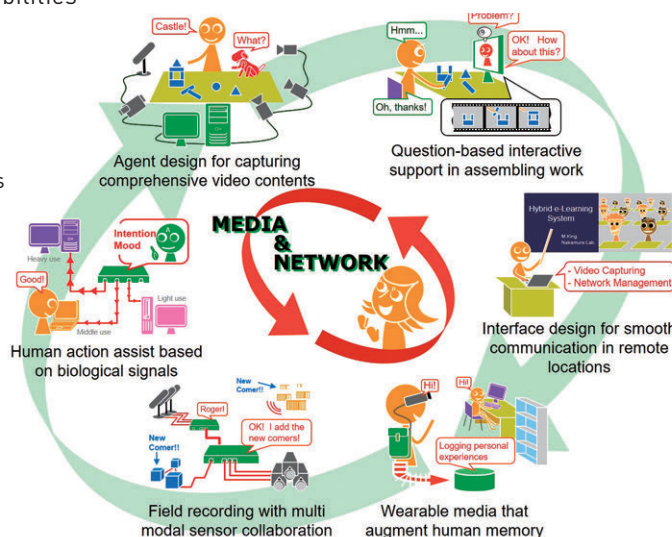 Castle!
What?
Agent design for capturing
comprehensive video contents
Hmm...
Problem?
OK! How
about this?
Oh, thanks!
Question-based interactive
support in assembling work
MEDIA
&
NETWORK
Hybrid e-Learning
System
M King
Nakamura Lab.
- Video Capturing
- Network Management
Interface design for smooth
communication in remote
locations
Hi!
Hi!
Logging personal
experiences
Wearable media that
augment human memory
New
Comer!!
Roger!
OK! I add the
new comers!
New
Comer!!
Field recording with multi
modal sensor collaboration
Heavy use
Intention
Mood
Good!
Light use
Middle use
Human action assist based
on biological signals